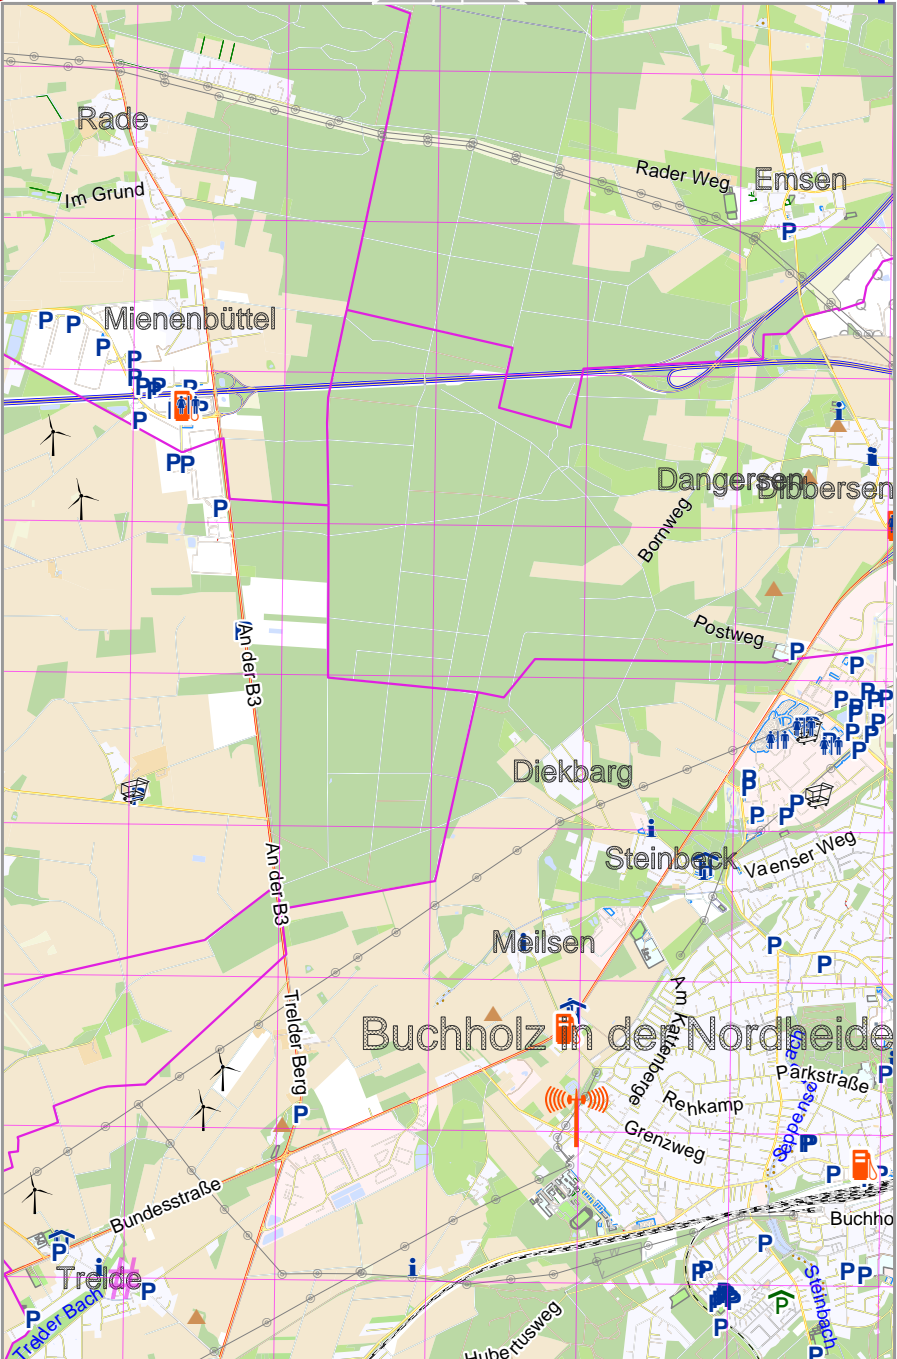 Rade
Im Grund
Rader Weg
Emsen
P
Mienenbüttel
P
P
P
P
P
P
P
P
P
P
P
P
P
P
Dangersen
Dibbersen
Bornweg
An der B3
Postweg
P
P
P
P
P
P
P
P
P
P
P
P
P
Diekbarg
P
P
P
P
P
Steinbeck
Vaenser Weg
An der B3
Meilsen
P
P
Am Kattenberge
Buchholz in der Nordheide
Trelder Berg
P
Rehkamp
Grenzweg
Parkstraße
P
Seppenser Bach
P
P
P
Bundesstraße
Buchho
P
P
Trelde
P
P
Trelder Bach
P
P
P
P
P
P
P
P
Steinbach
P
Hubertusweg